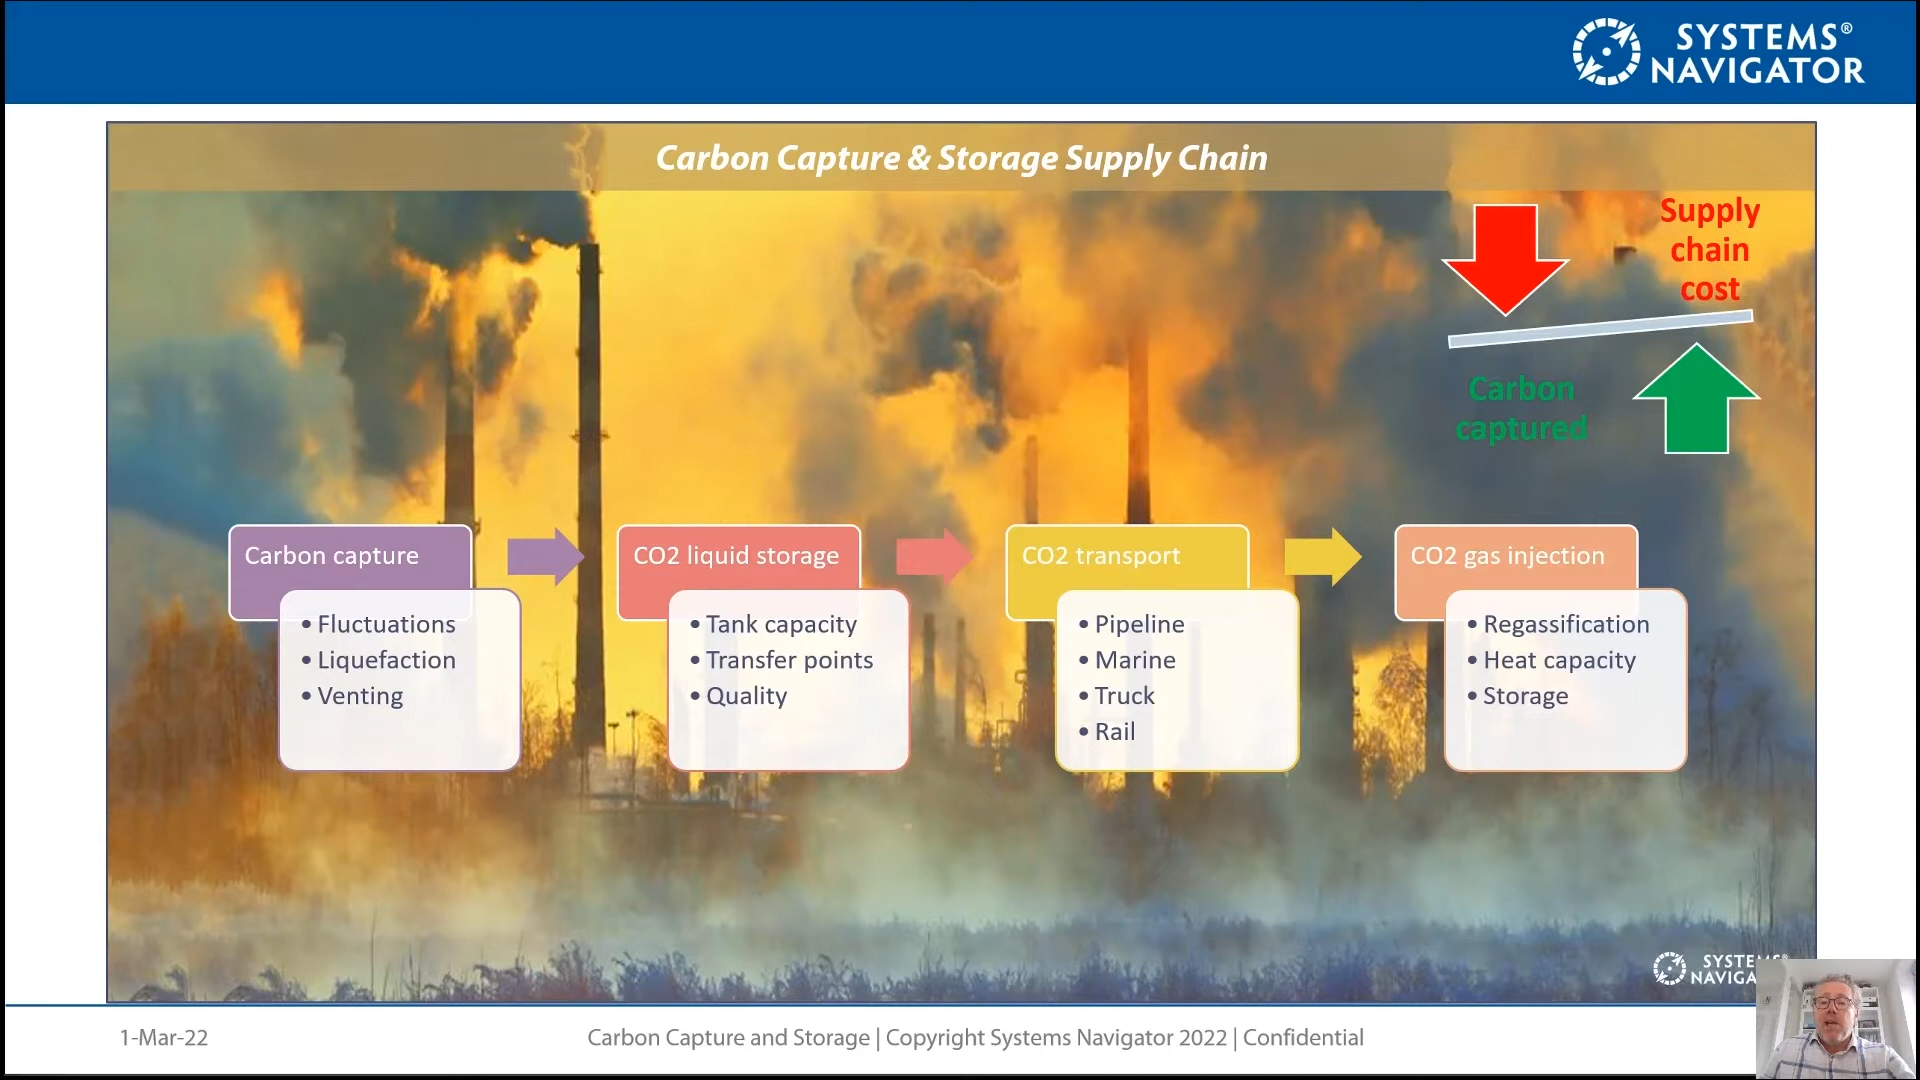 SYSTEMS®
NAVIGATOR
Carbon Capture & Storage Supply Chain
Supply
chain
cost
Carbon
captured
Carbon capture
• Fluctuations
• Liquefaction
• Venting
CO2 liquid storage
• Tank capacity
• Transfer points
• Quality
CO2 transport
• Pipeline
• Marine
• Truck
• Rail
CO2 gas injection
• Regassification
• Heat capacity
• Storage
1-Mar-22
Carbon Capture and Storage | Copyright Systems Navigator 2022 | Confidential